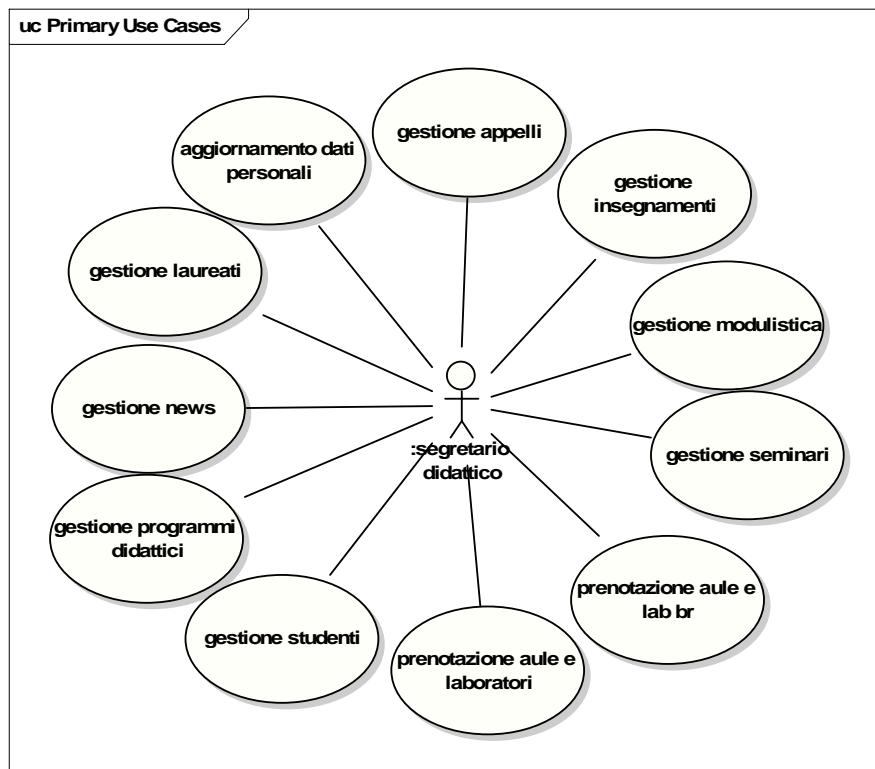 uc Primary Use Cases
gestione appelli
aggiornamento dati
personali
gestione
insegnamenti
gestione laureati
gestione modulistica
gestione news
:segretario
didattico
gestione seminari
gestione programmi
didattici
prenotazione aule e
lab br
gestione studenti
prenotazione aule e
laboratori